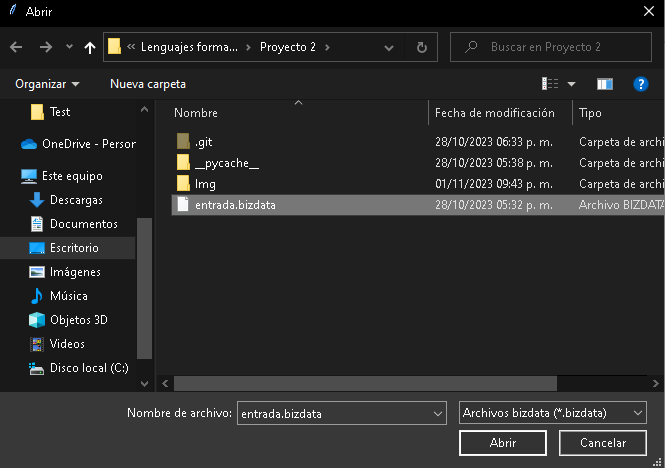 Abrir
Lenguajes forma... Proyecto 2
Buscar en Proyecto 2
Organizar Nueva carpeta
Test
OneDrive - Person
Este equipo
Descargas
Documentos
Escritorio
Imágenes
Música
Objetos 3D
Videos
Disco local (C:)
Nombre Fecha de modificación Tipo
.git 28/10/2023 06:33 p. m. Carpeta de archi
__pycache__ 28/10/2023 05:38 p. m. Carpeta de archi
Img 01/11/2023 09:43 p. m. Carpeta de archi
entrada.bizdata 28/10/2023 05:32 p. m. Archivo BIZDATA
Nombre de archivo: entrada.bizdata Archivos bizdata (*.bizdata)
Abrir Cancelar